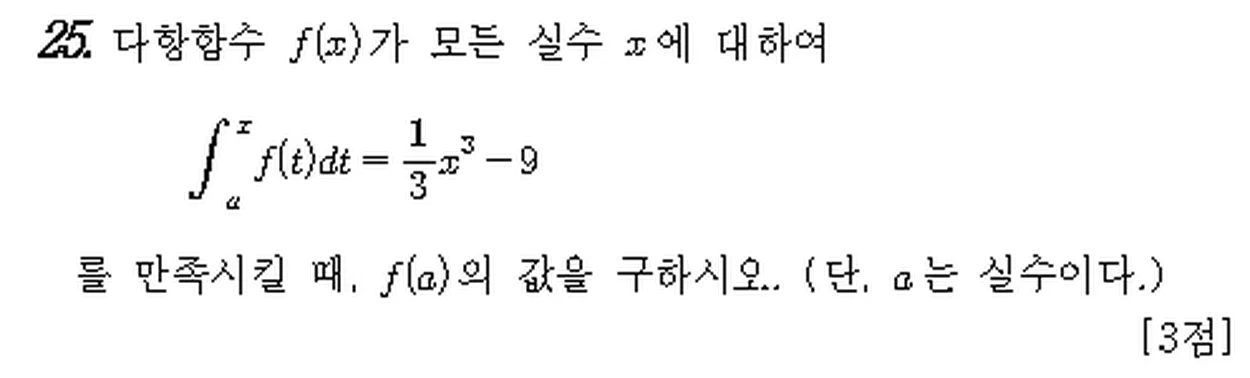 25. 다항함수 f(x)가 모든 실수 x에 대하여
∫_a^x f(t)dt = 1/3 x³ − 9
를 만족시킬 때, f(a)의 값을 구하시오. (단, a는 실수이다.)
[3점]